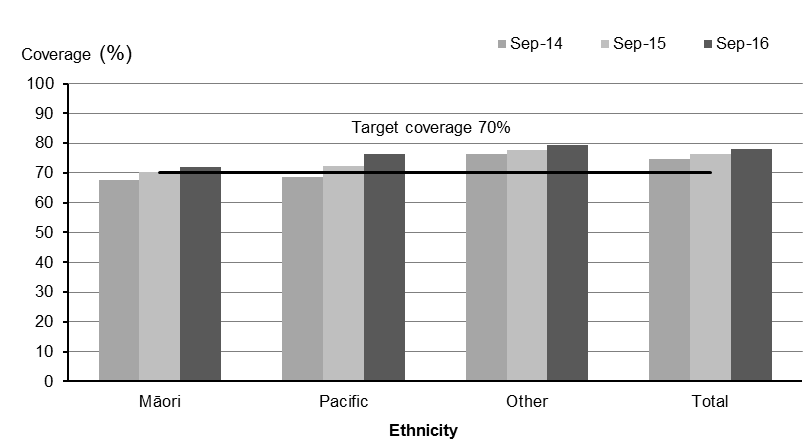 Sep-14 Sep-15 Sep-16
Coverage (%)
100
90
Target coverage 70%
80
70
60
50
40
30
20
10
0
Māori Pacific Other Total
Ethnicity